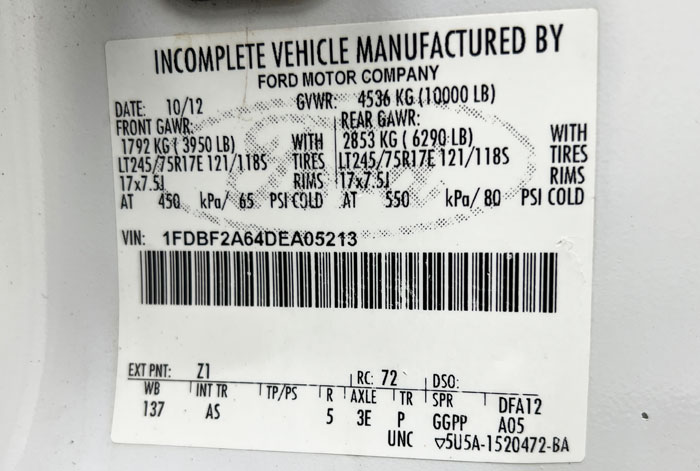 INCOMPLETE VEHICLE MANUFACTURED BY
FORD MOTOR COMPANY
DATE: 10/12 GVWR: 4536 KG (10000 LB)
FRONT GAWR: REAR GAWR:
1792 KG ( 3950 LB) WITH 2853 KG ( 6290 LB) WITH
LT245/75R17E 121/118S TIRES LT245/75R17E 121/118S TIRES
17x7.5J RIMS 17x7.5J RIMS
AT 450 kPa/ 65 PSI COLD AT 550 kPa/ 80 PSI COLD
VIN: 1FDBF2A64DEA05213
EXT PNT: Z1 RC: 72 DSO:
WB INT TR TP/PS R AXLE TR SPR DFA12
137 AS 5 3E P GGPP A05
UNC ▽5U5A-1520472-BA